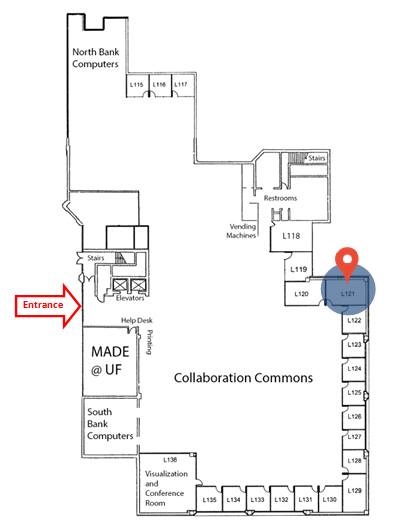 North Bank
Computers
L115
L116
L117
Stairs
Restrooms
Vending
Machines
L118
L119
L120
L121
Stairs
Elevators
Entrance
Help Desk
Printing
MADE
@ UF
L122
L123
L124
Collaboration Commons
L125
South
Bank
Computers
L126
L127
L128
L136
Visualization
and
Conference
Room
L135
L134
L133
L132
L131
L130
L129